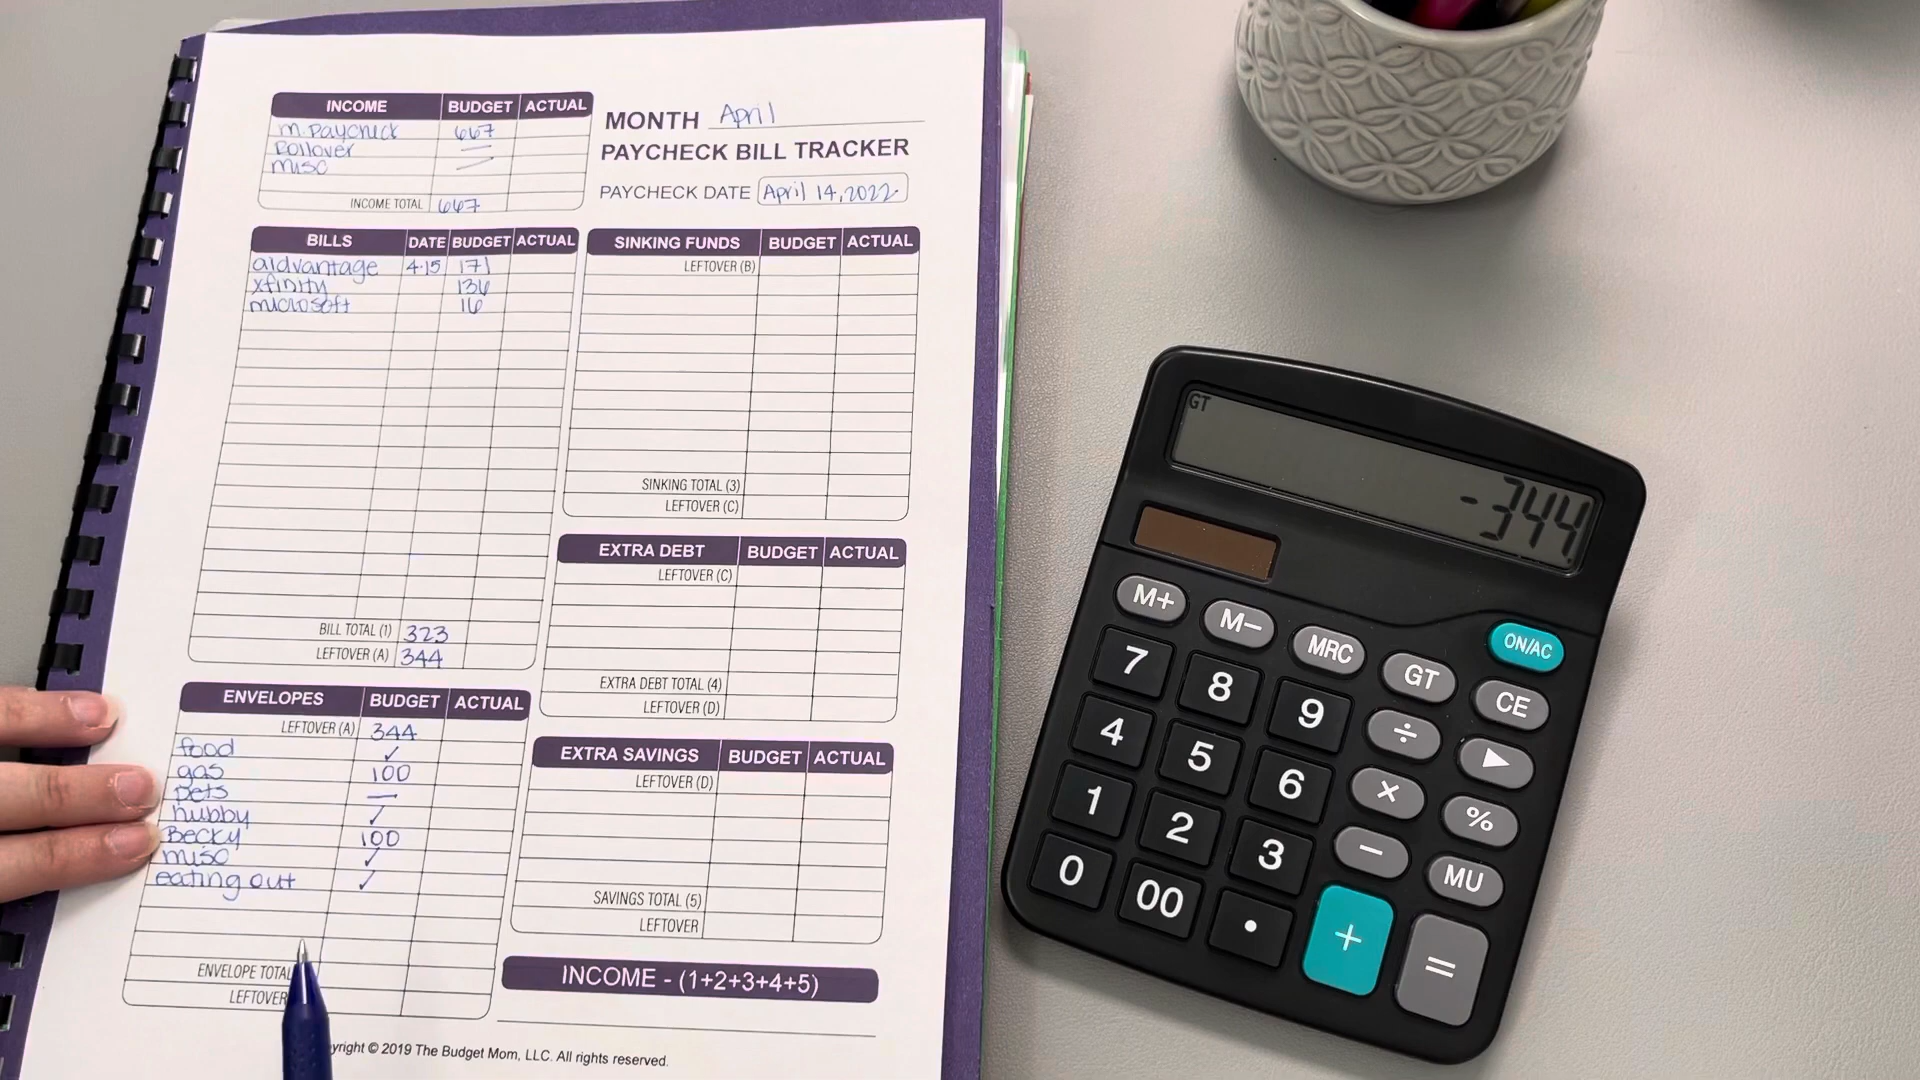 INCOME BUDGET ACTUAL
m. paycheck 667
Rollover —
misc —
INCOME TOTAL 667
MONTH April
PAYCHECK BILL TRACKER
PAYCHECK DATE April 14, 2022
BILLS DATE BUDGET ACTUAL
aidvantage 4.15 171
xfinity 136
microsoft 16
BILL TOTAL (1) 323
LEFTOVER (A) 344
ENVELOPES BUDGET ACTUAL
LEFTOVER (A) 344
food ✓
gas 100
pets —
hubby ✓
Becky 100
misc ✓
eating out ✓
ENVELOPE TOTAL
LEFTOVER
SINKING FUNDS BUDGET ACTUAL
LEFTOVER (B)
SINKING TOTAL (3)
LEFTOVER (C)
EXTRA DEBT BUDGET ACTUAL
LEFTOVER (C)
EXTRA DEBT TOTAL (4)
LEFTOVER (D)
EXTRA SAVINGS BUDGET ACTUAL
LEFTOVER (D)
SAVINGS TOTAL (5)
LEFTOVER
INCOME - (1+2+3+4+5)
yright © 2019 The Budget Mom, LLC. All rights reserved.
GT
-344
M+ M− MRC GT ON/AC
7 8 9 ÷ CE
4 5 6 × ▶
1 2 3 − %
0 00 . + MU
=